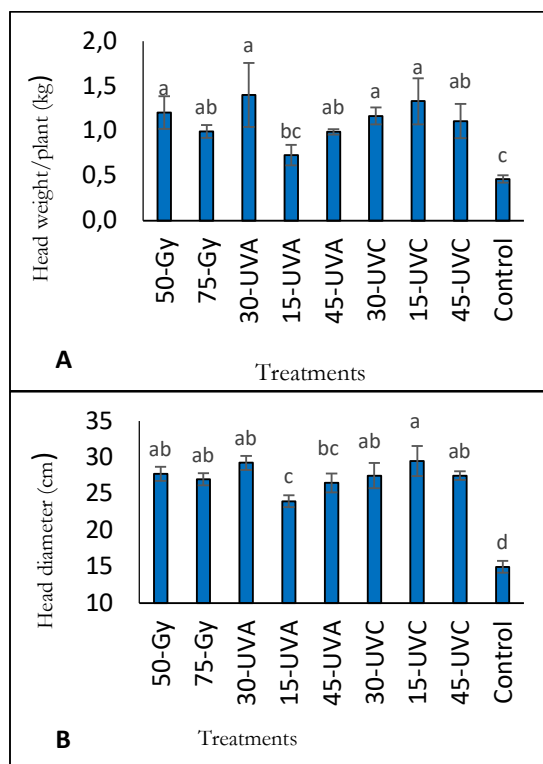 2,0
1,5
1,0
0,5
0,0
Head weight/plant (kg)
a
ab
a
bc
ab
a
a
ab
c
50-Gy
75-Gy
30-UVA
15-UVA
45-UVA
30-UVC
15-UVC
45-UVC
Control
A
Treatments
35
30
25
20
15
10
Head diameter (cm)
ab
ab
ab
c
bc
ab
a
ab
d
50-Gy
75-Gy
30-UVA
15-UVA
45-UVA
30-UVC
15-UVC
45-UVC
Control
B
Treatments